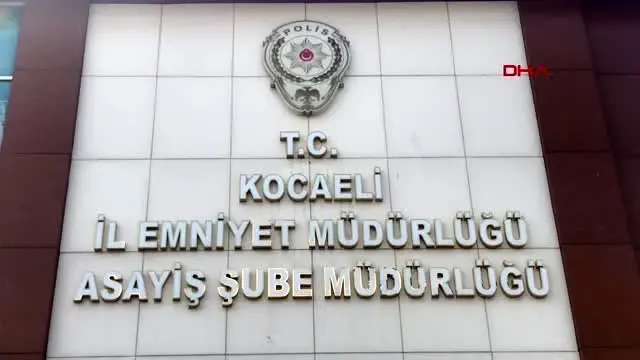 POLİS
DHA
T.C.
KOCAELİ
İL EMNİYET MÜDÜRLÜĞÜ
ASAYİŞ ŞUBE MÜDÜRLÜĞÜ